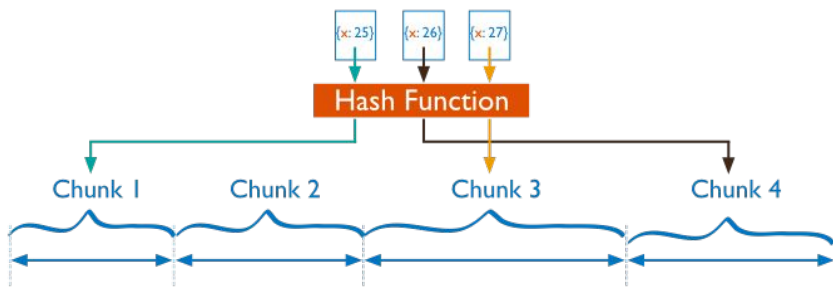 {x: 25} {x: 26} {x: 27}
Hash Function
Chunk 1 Chunk 2 Chunk 3 Chunk 4